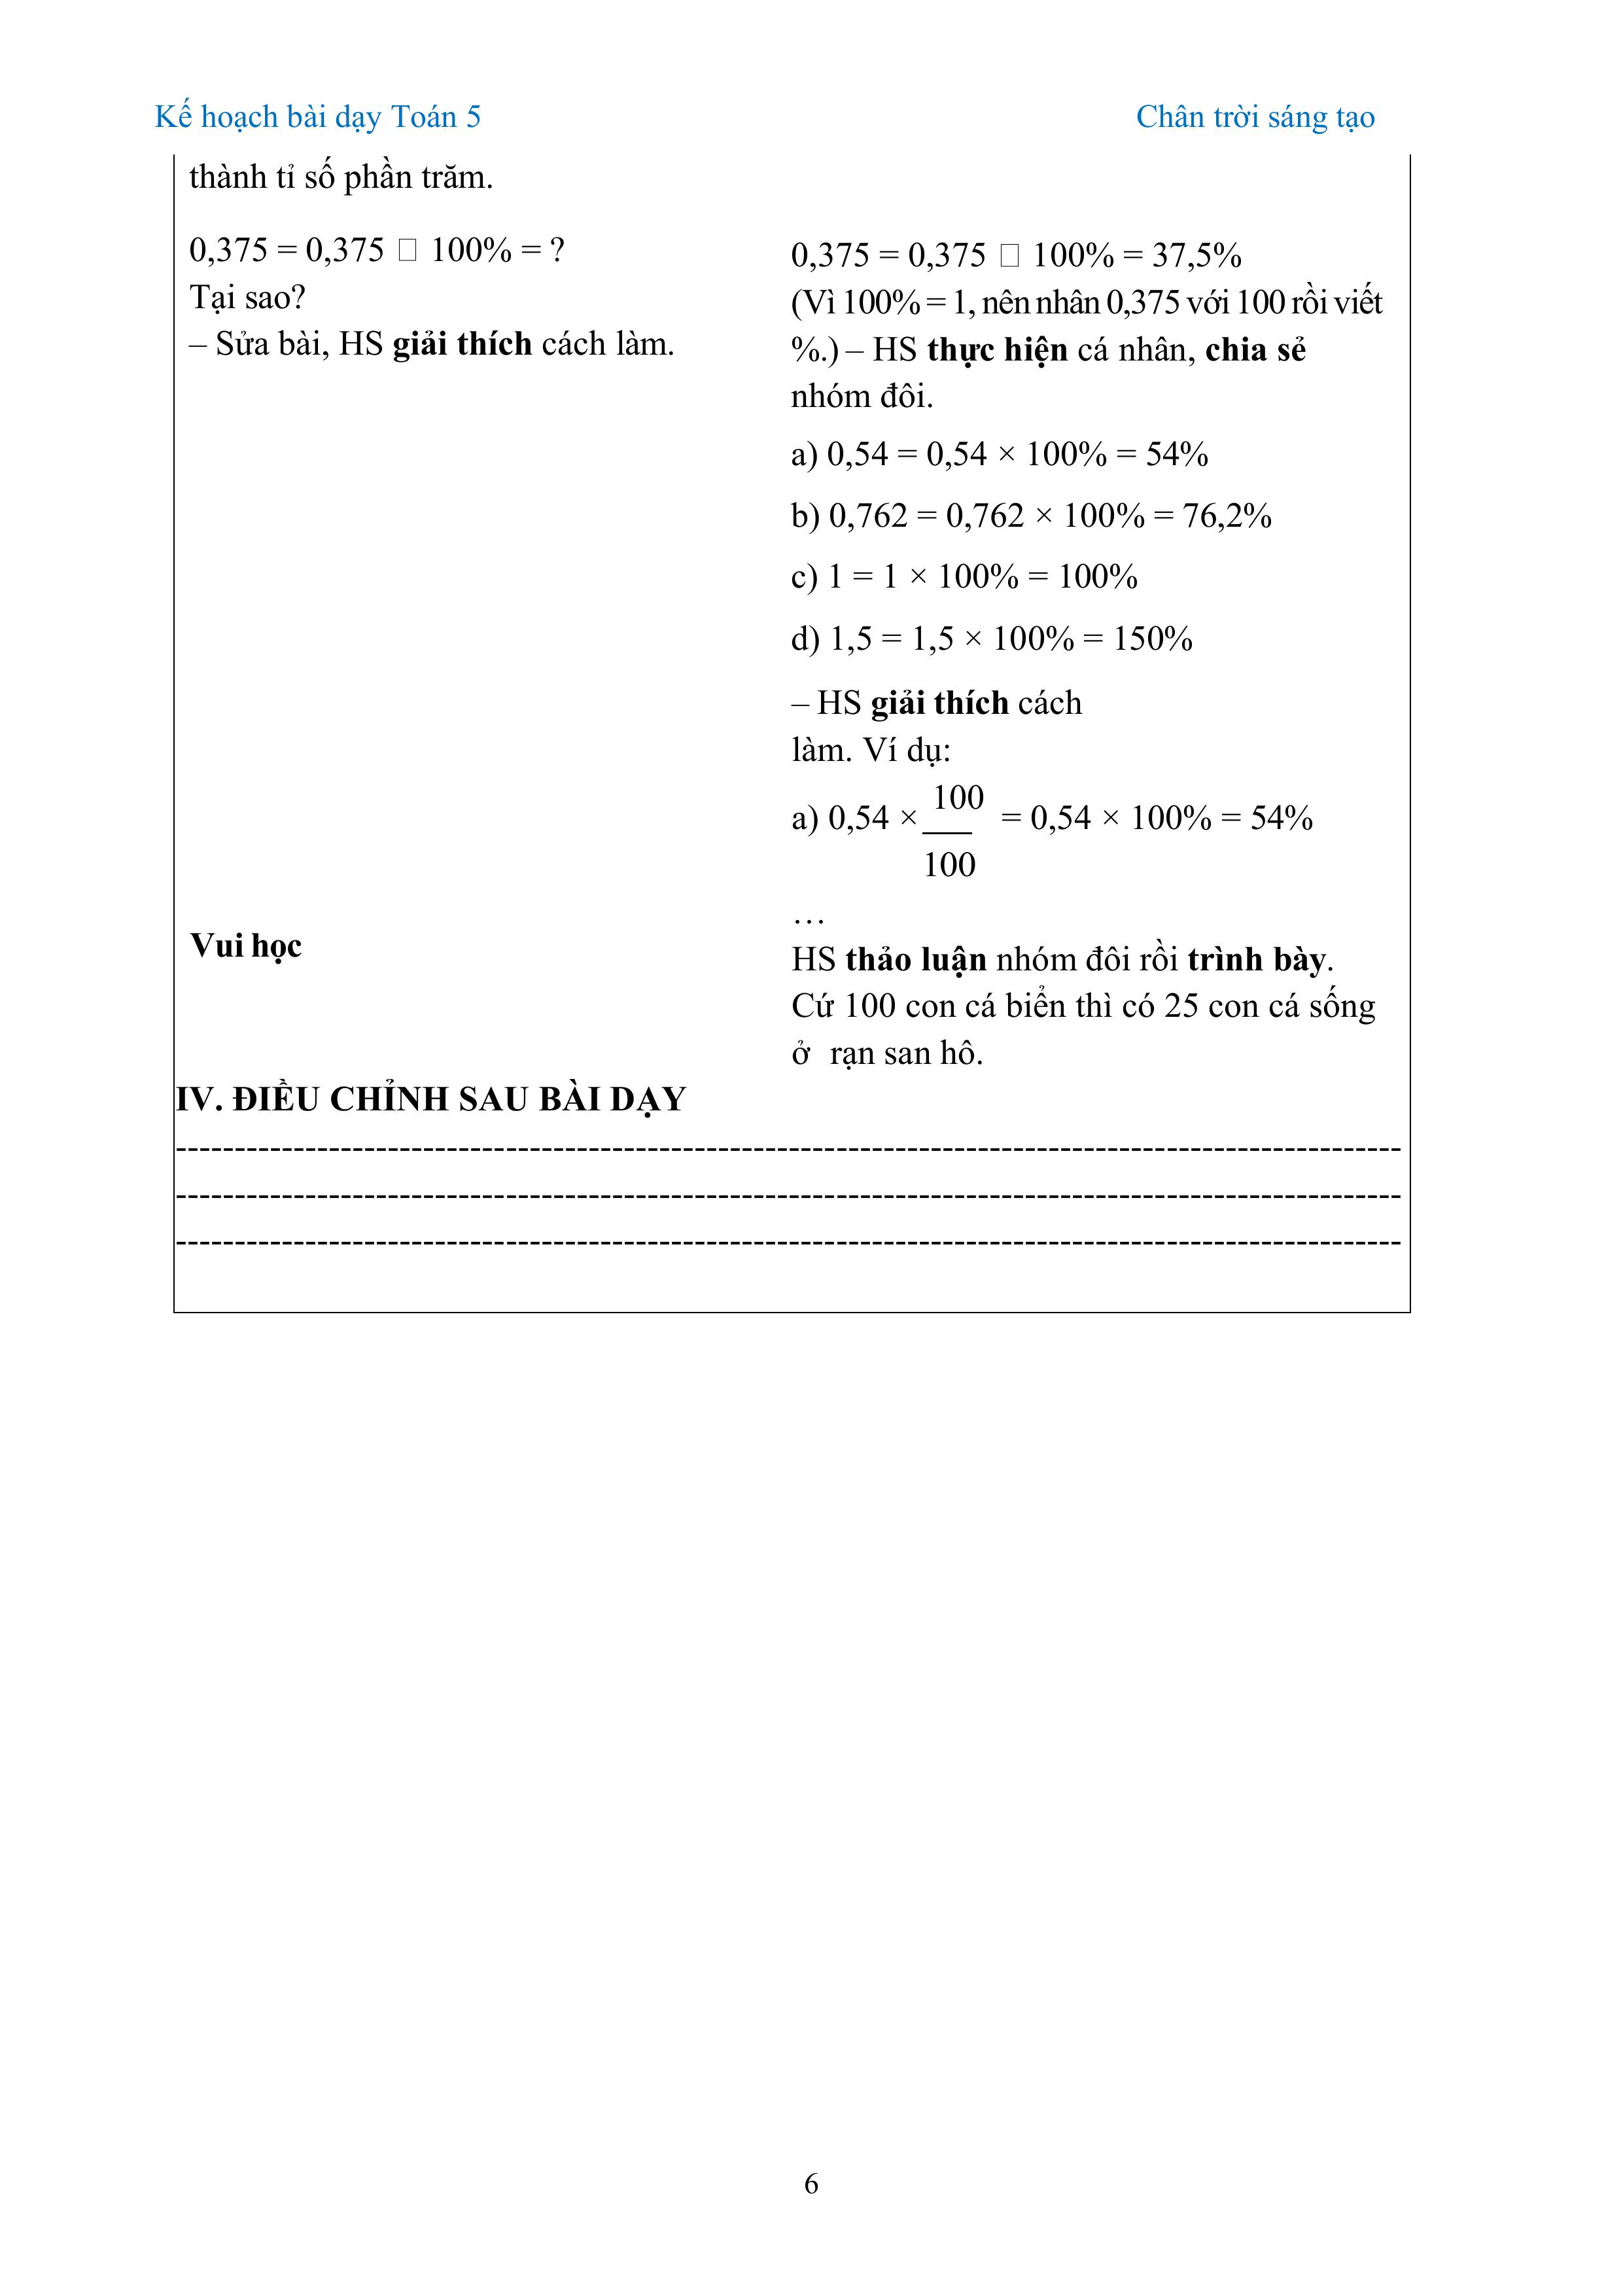 Kế hoạch bài dạy Toán 5
Chân trời sáng tạo
thành tỉ số phần trăm.
0,375 = 0,375 □ 100% = ?
Tại sao?
– Sửa bài, HS giải thích cách làm.
0,375 = 0,375 □ 100% = 37,5%
(Vì 100% = 1, nên nhân 0,375 với 100 rồi viết
%.) – HS thực hiện cá nhân, chia sẻ
nhóm đôi.
a) 0,54 = 0,54 × 100% = 54%
b) 0,762 = 0,762 × 100% = 76,2%
c) 1 = 1 × 100% = 100%
d) 1,5 = 1,5 × 100% = 150%
– HS giải thích cách
làm. Ví dụ:
100
a) 0,54 × = 0,54 × 100% = 54%
100
…
Vui học
HS thảo luận nhóm đôi rồi trình bày.
Cứ 100 con cá biển thì có 25 con cá sống
ở rạn san hô.
IV. ĐIỀU CHỈNH SAU BÀI DẠY
6